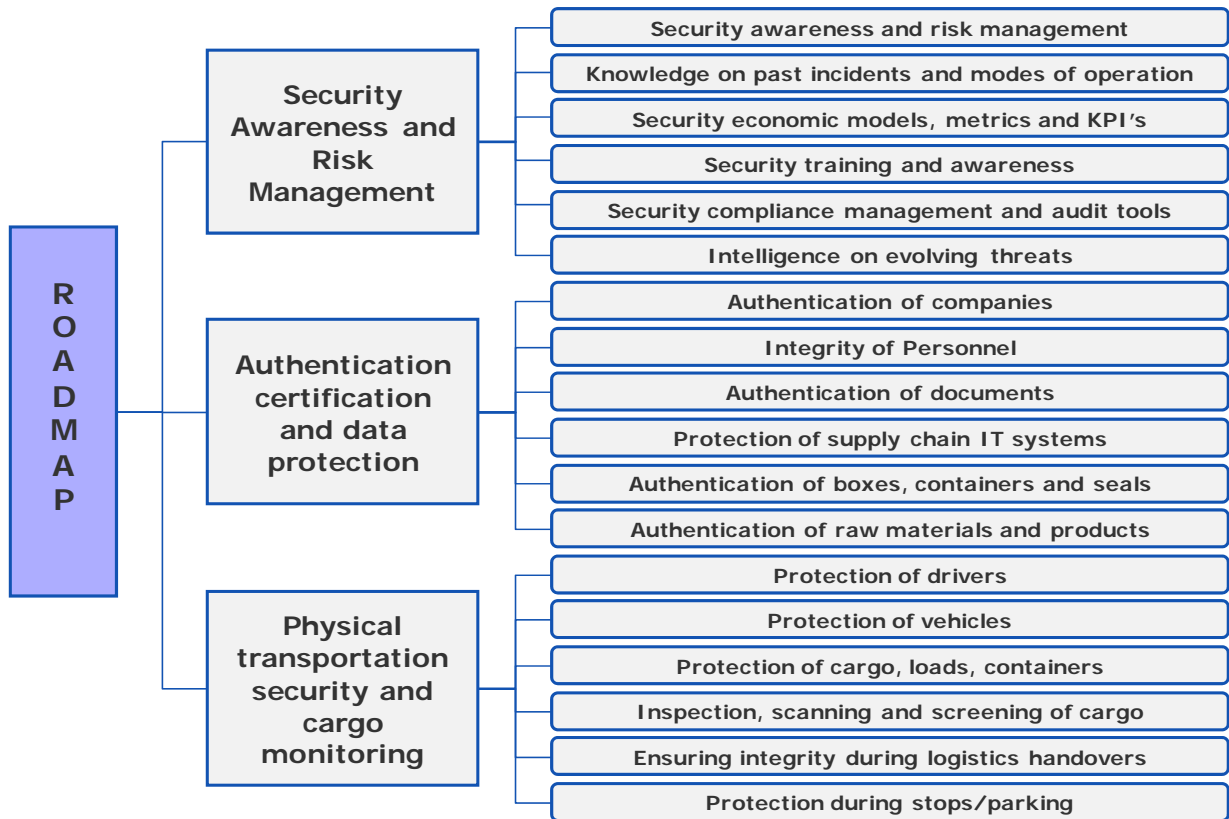 R
O
A
D
M
A
P
Security
Awareness and
Risk
Management
Security awareness and risk management
Knowledge on past incidents and modes of operation
Security economic models, metrics and KPI's
Security training and awareness
Security compliance management and audit tools
Intelligence on evolving threats
Authentication
certification
and data
protection
Authentication of companies
Integrity of Personnel
Authentication of documents
Protection of supply chain IT systems
Authentication of boxes, containers and seals
Authentication of raw materials and products
Physical
transportation
security and
cargo
monitoring
Protection of drivers
Protection of vehicles
Protection of cargo, loads, containers
Inspection, scanning and screening of cargo
Ensuring integrity during logistics handovers
Protection during stops/parking